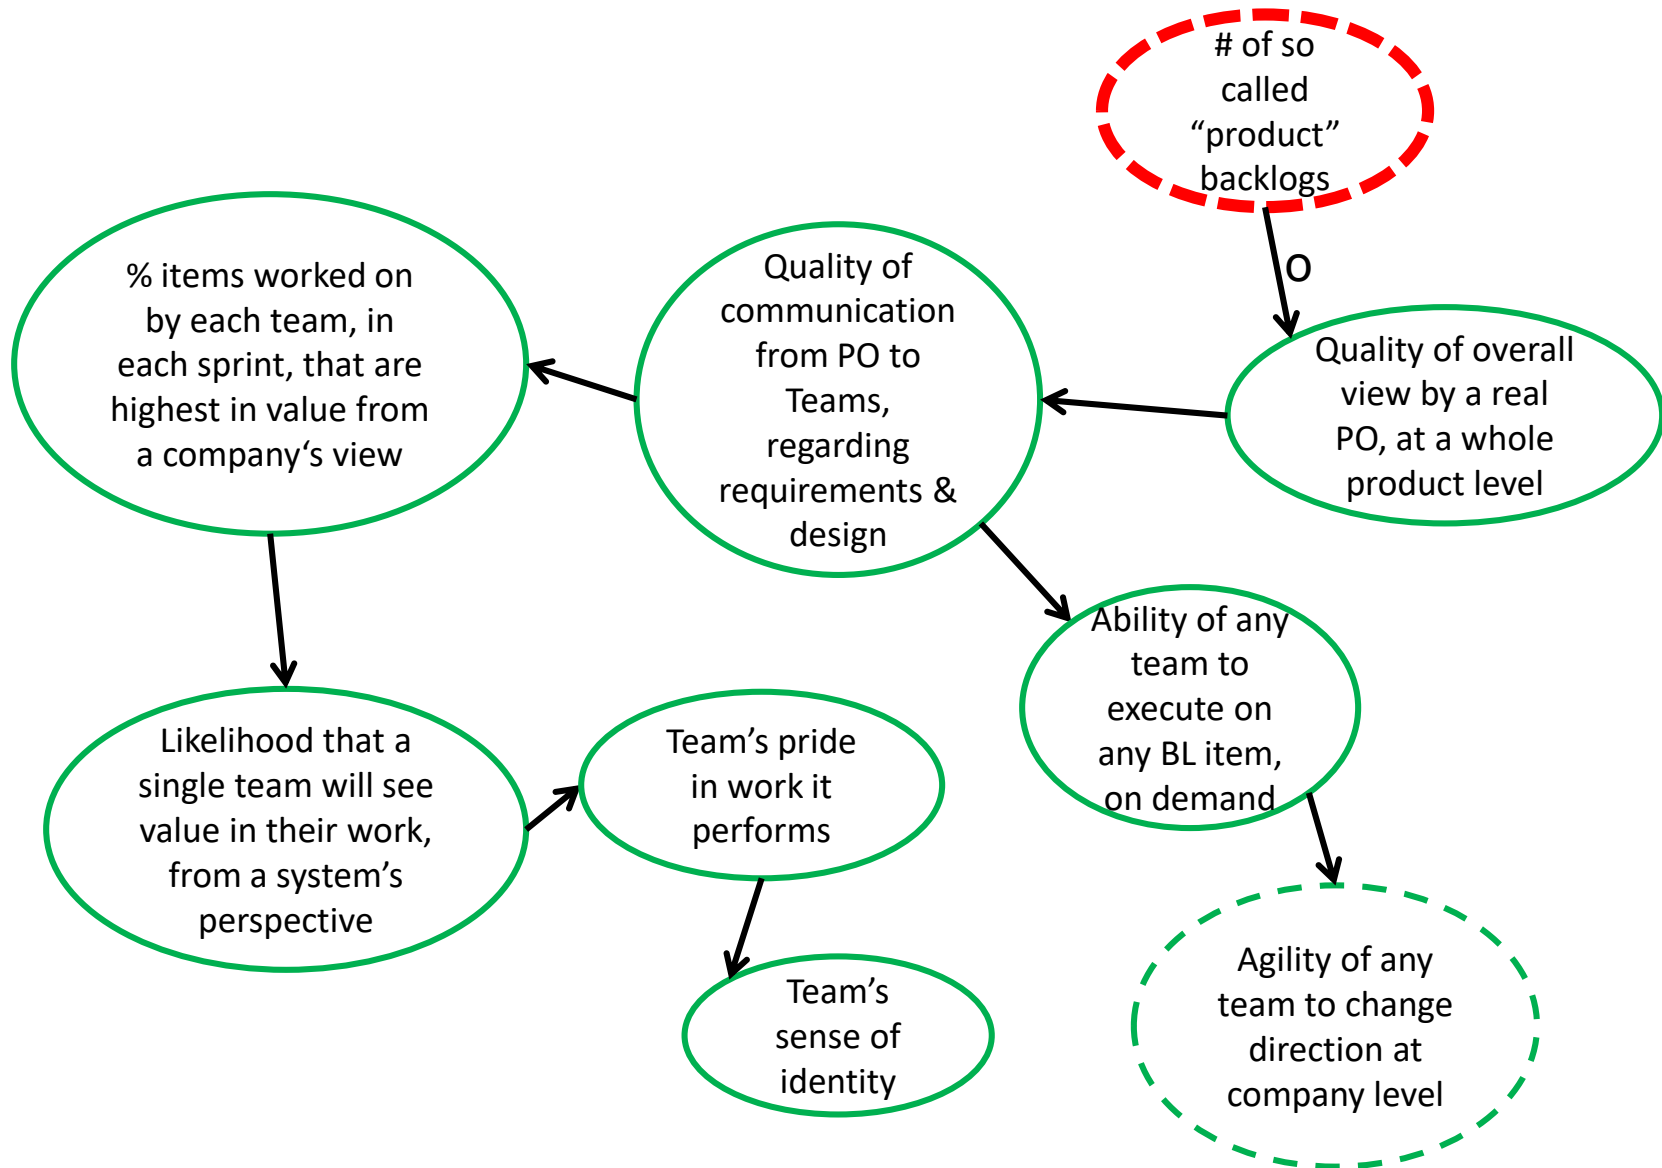 # of so
called
“product”
backlogs
O
Quality of overall
view by a real
PO, at a whole
product level
Quality of
communication
from PO to
Teams,
regarding
requirements &
design
% items worked on
by each team, in
each sprint, that are
highest in value from
a company‘s view
Likelihood that a
single team will see
value in their work,
from a system’s
perspective
Team’s pride
in work it
performs
Team’s
sense of
identity
Ability of any
team to
execute on
any BL item,
on demand
Agility of any
team to change
direction at
company level